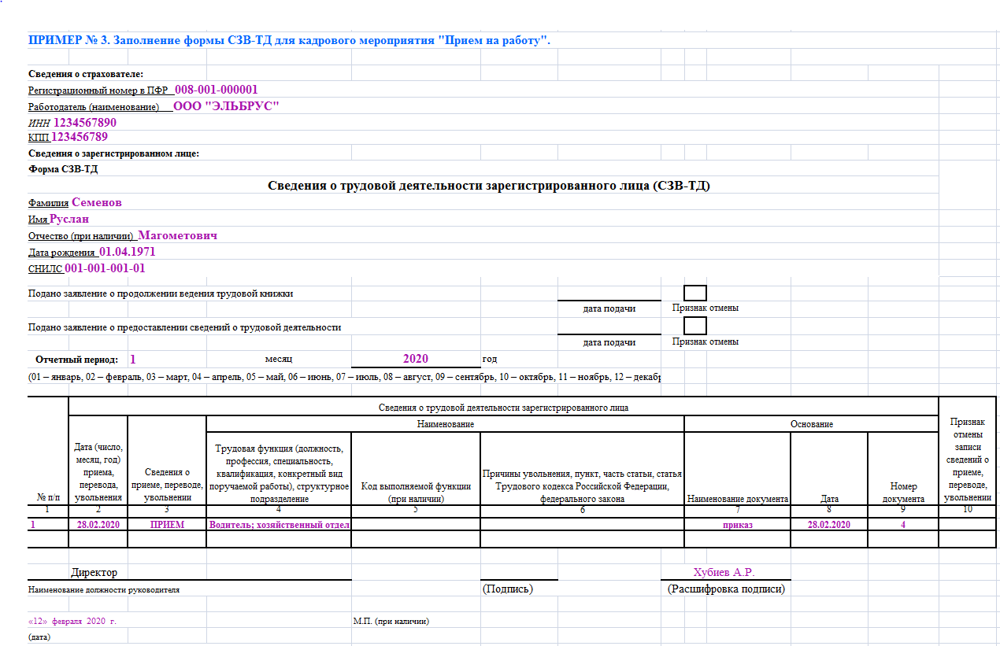 ПРИМЕР № 3. Заполнение формы СЗВ-ТД для кадрового мероприятия "Прием на работу".
Сведения о страхователе:
Регистрационный номер в ПФР 008-001-000001
Работодатель (наименование) ООО "ЭЛЬБРУС"
ИНН 1234567890
КПП 123456789
Сведения о зарегистрированном лице:
Форма СЗВ-ТД
Сведения о трудовой деятельности зарегистрированного лица (СЗВ-ТД)
Фамилия Семенов
Имя Руслан
Отчество (при наличии) Магометович
Дата рождения 01.04.1971
СНИЛС 001-001-001-01
Подано заявление о продолжении ведения трудовой книжки
дата подачи Признак отмены
Подано заявление о предоставлении сведений о трудовой деятельности
дата подачи Признак отмены
Отчетный период: 1 месяц 2020 год
(01 – январь, 02 – февраль, 03 – март, 04 – апрель, 05 – май, 06 – июнь, 07 – июль, 08 – август, 09 – сентябрь, 10 – октябрь, 11 – ноябрь, 12 – декабр
№ п/п
Сведения о трудовой деятельности зарегистрированного лица
Дата (число,
месяц, год)
приема,
перевода,
увольнения
Сведения о
приеме, переводе,
увольнении
Наименование
Трудовая функция (должность,
профессия, специальность,
квалификация, конкретный вид
поручаемой работы), структурное
подразделение
Код выполняемой функции
(при наличии)
Причины увольнения, пункт, часть статьи, статья
Трудового кодекса Российской Федерации,
федерального закона
Основание
Наименование документа
Дата
Номер
документа
Признак
отмены
записи
сведений о
приеме,
переводе,
увольнении
1 2 3 4 5 6 7 8 9 10
1 28.02.2020 ПРИЕМ Водитель; хозяйственный отдел приказ 28.02.2020 4
Директор Хубиев А.Р.
Наименование должности руководителя (Подпись) (Расшифровка подписи)
«12» февраля 2020 г. М.П. (при наличии)
(дата)